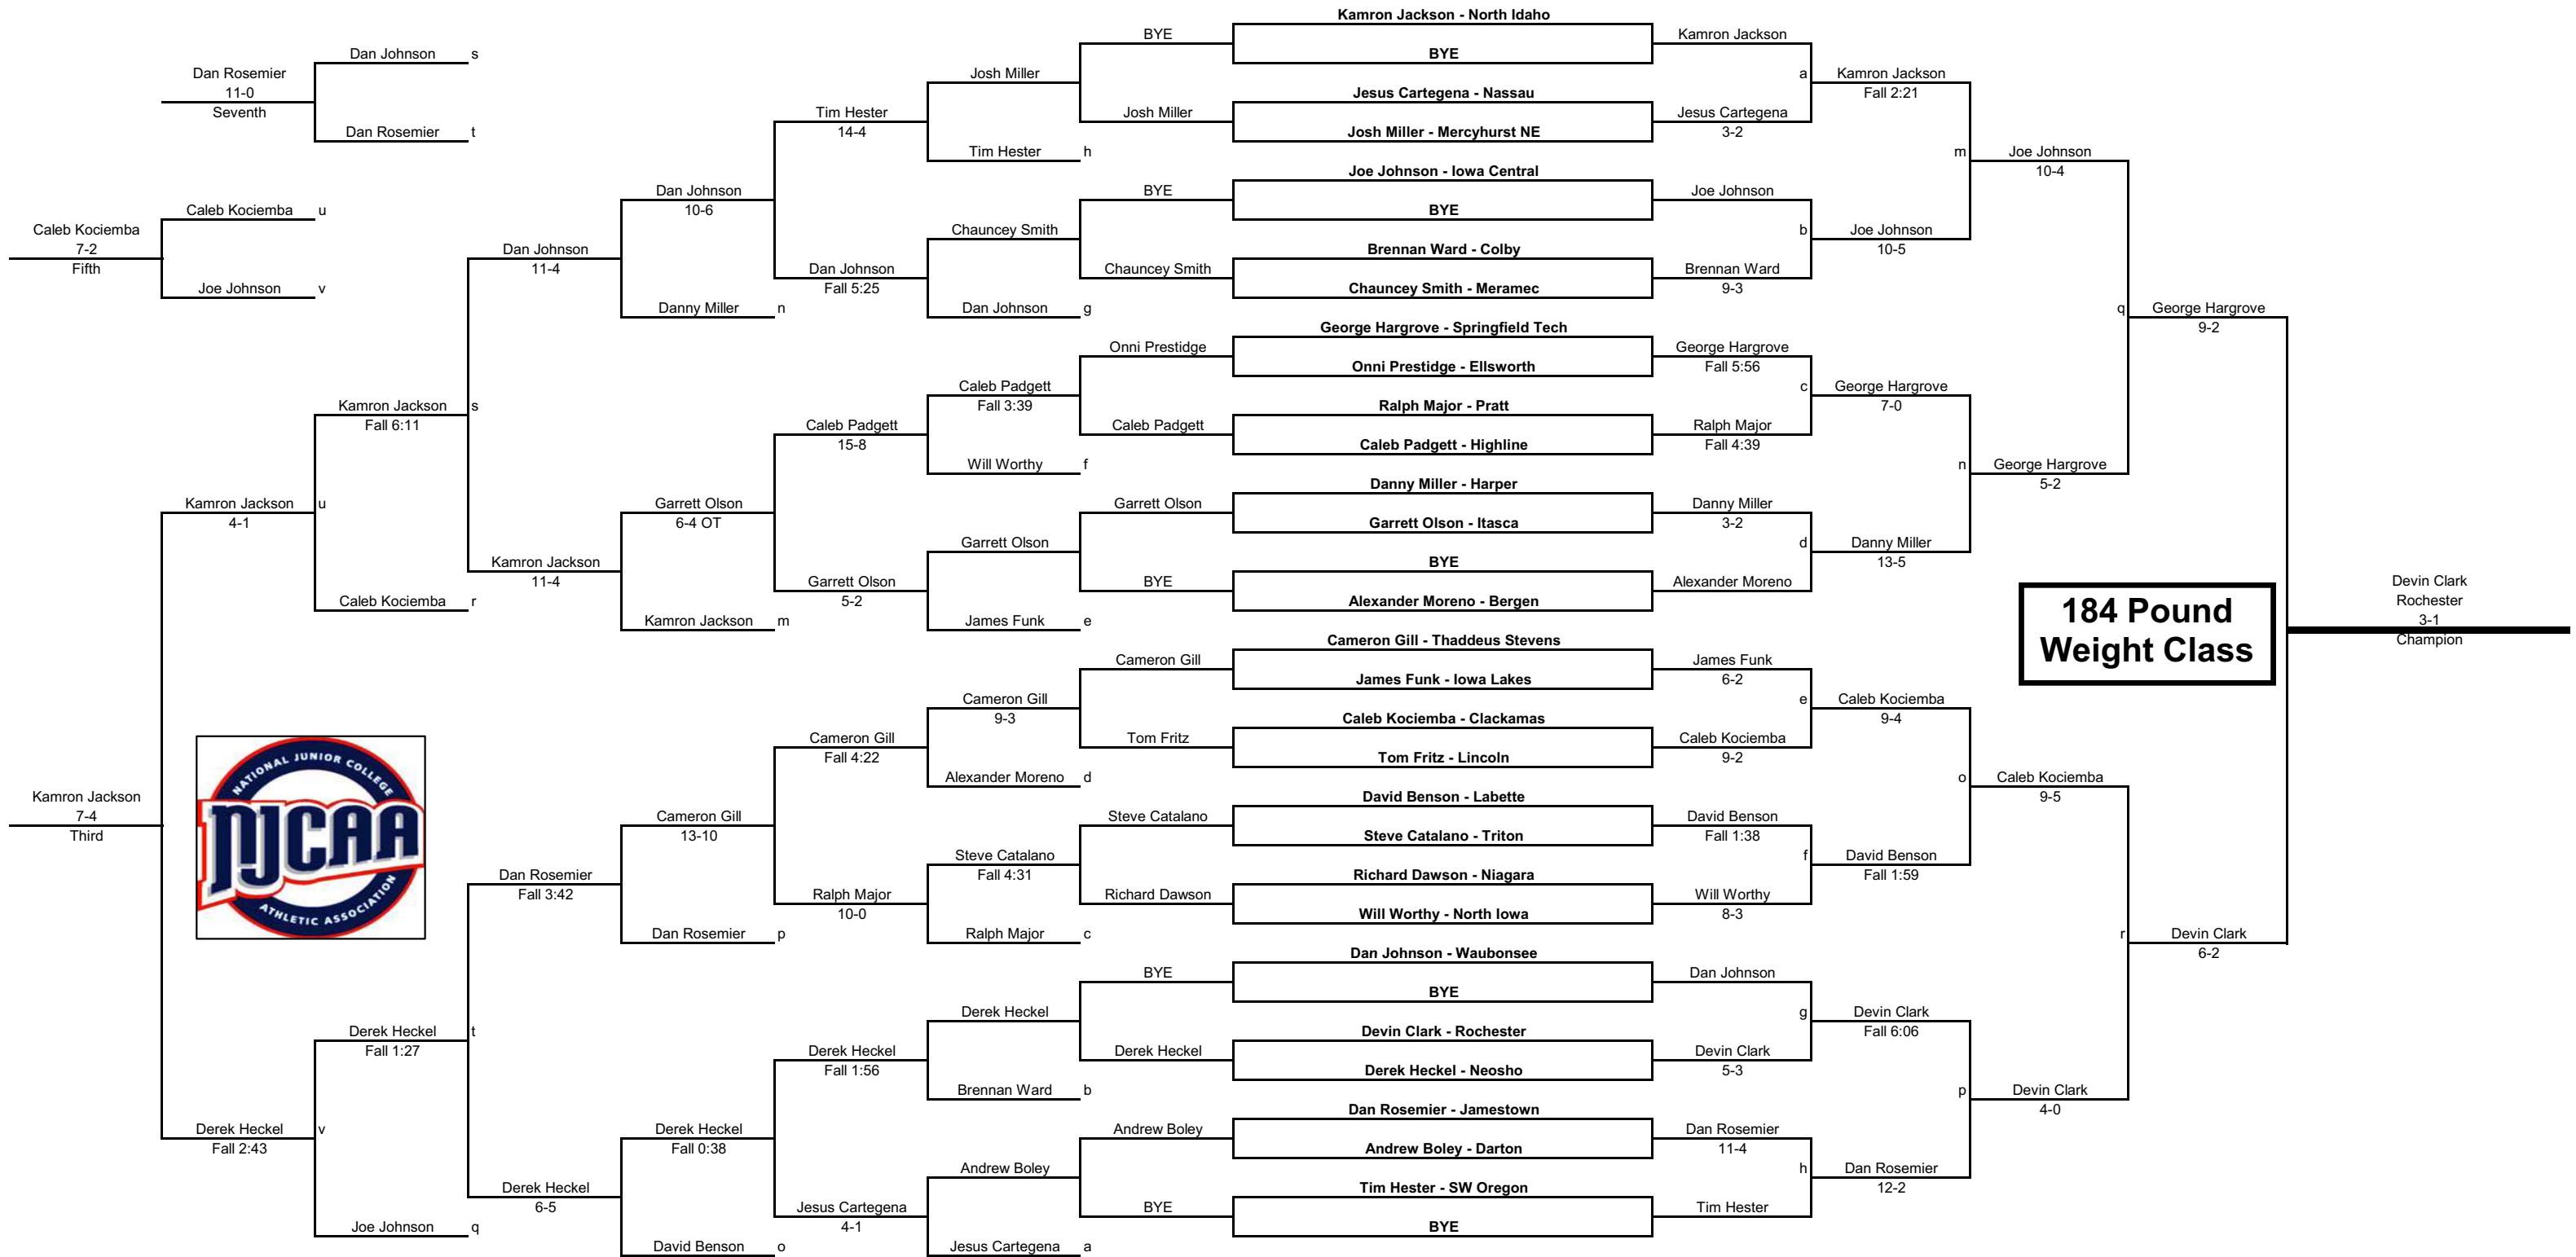 Kamron Jackson - North Idaho
BYE
BYE
Kamron Jackson
Dan Johnson s
Dan Rosemier
11-0
Seventh
Josh Miller
a Kamron Jackson
Fall 2:21
Jesus Cartegena - Nassau
Tim Hester
14-4
Josh Miller
Jesus Cartegena
3-2
Dan Rosemier t
Josh Miller - Mercyhurst NE
Tim Hester h
m Joe Johnson
10-4
Joe Johnson - Iowa Central
Dan Johnson
10-6
BYE
Joe Johnson
BYE
Caleb Kociemba u
Caleb Kociemba
7-2
Fifth
Chauncey Smith
b Joe Johnson
10-5
Dan Johnson
11-4
Brennan Ward - Colby
Dan Johnson
Fall 5:25
Chauncey Smith
Brennan Ward
9-3
Joe Johnson v
Chauncey Smith - Meramec
Danny Miller n
Dan Johnson g
q George Hargrove
9-2
George Hargrove - Springfield Tech
Onni Prestidge
George Hargrove
Fall 5:56
Onni Prestidge - Ellsworth
Caleb Padgett
Fall 3:39
c George Hargrove
7-0
Kamron Jackson s
Fall 6:11
Ralph Major - Pratt
Caleb Padgett
15-8
Caleb Padgett
Ralph Major
Fall 4:39
Caleb Padgett - Highline
Will Worthy f
n George Hargrove
5-2
Danny Miller - Harper
Kamron Jackson u
4-1
Garrett Olson
6-4 OT
Garrett Olson
Danny Miller
3-2
Garrett Olson - Itasca
Garrett Olson
d Danny Miller
13-5
Kamron Jackson
11-4
BYE
Garrett Olson
5-2
BYE
Alexander Moreno
Caleb Kociemba r
Alexander Moreno - Bergen
Kamron Jackson m
James Funk e
184 Pound
Weight Class
Devin Clark
Rochester
3-1
Champion
Cameron Gill - Thaddeus Stevens
Cameron Gill
James Funk
6-2
James Funk - Iowa Lakes
Cameron Gill
9-3
e Caleb Kociemba
9-4
Caleb Kociemba - Clackamas
Cameron Gill
Fall 4:22
Tom Fritz
Caleb Kociemba
9-2
Tom Fritz - Lincoln
Alexander Moreno d
o Caleb Kociemba
9-5
NATIONAL JUNIOR COLLEGE
NJCAA
ATHLETIC ASSOCIATION
David Benson - Labette
Kamron Jackson
7-4
Third
Cameron Gill
13-10
Steve Catalano
David Benson
Fall 1:38
Steve Catalano - Triton
Steve Catalano
Fall 4:31
f David Benson
Fall 1:59
Dan Rosemier
Fall 3:42
Richard Dawson - Niagara
Ralph Major
10-0
Richard Dawson
Will Worthy
8-3
Will Worthy - North Iowa
Dan Rosemier p
Ralph Major c
r Devin Clark
6-2
Dan Johnson - Waubonsee
BYE
Dan Johnson
BYE
Derek Heckel
g Devin Clark
Fall 6:06
Derek Heckel t
Fall 1:27
Devin Clark - Rochester
Derek Heckel
Fall 1:56
Derek Heckel
Devin Clark
5-3
Derek Heckel - Neosho
Brennan Ward b
p Devin Clark
4-0
Dan Rosemier - Jamestown
Derek Heckel v
Fall 2:43
Derek Heckel
Fall 0:38
Andrew Boley
Dan Rosemier
11-4
Andrew Boley - Darton
Andrew Boley
h Dan Rosemier
12-2
Derek Heckel
6-5
Tim Hester - SW Oregon
Jesus Cartegena
4-1
BYE
Tim Hester
Joe Johnson q
BYE
David Benson o
Jesus Cartegena a